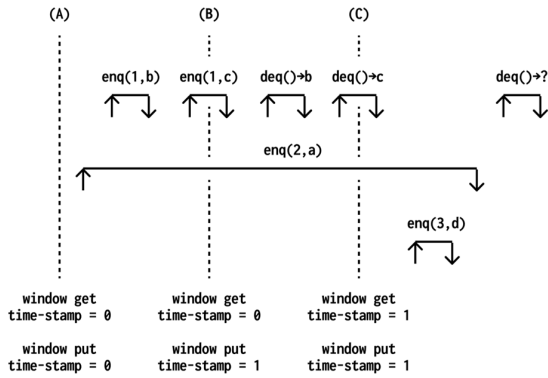 (A) (B) (C)
enq(1,b) enq(1,c) deq()→b deq()→c deq()→?
enq(2,a)
enq(3,d)
window get window get window get
time-stamp = 0 time-stamp = 0 time-stamp = 1
window put window put window put
time-stamp = 0 time-stamp = 1 time-stamp = 1